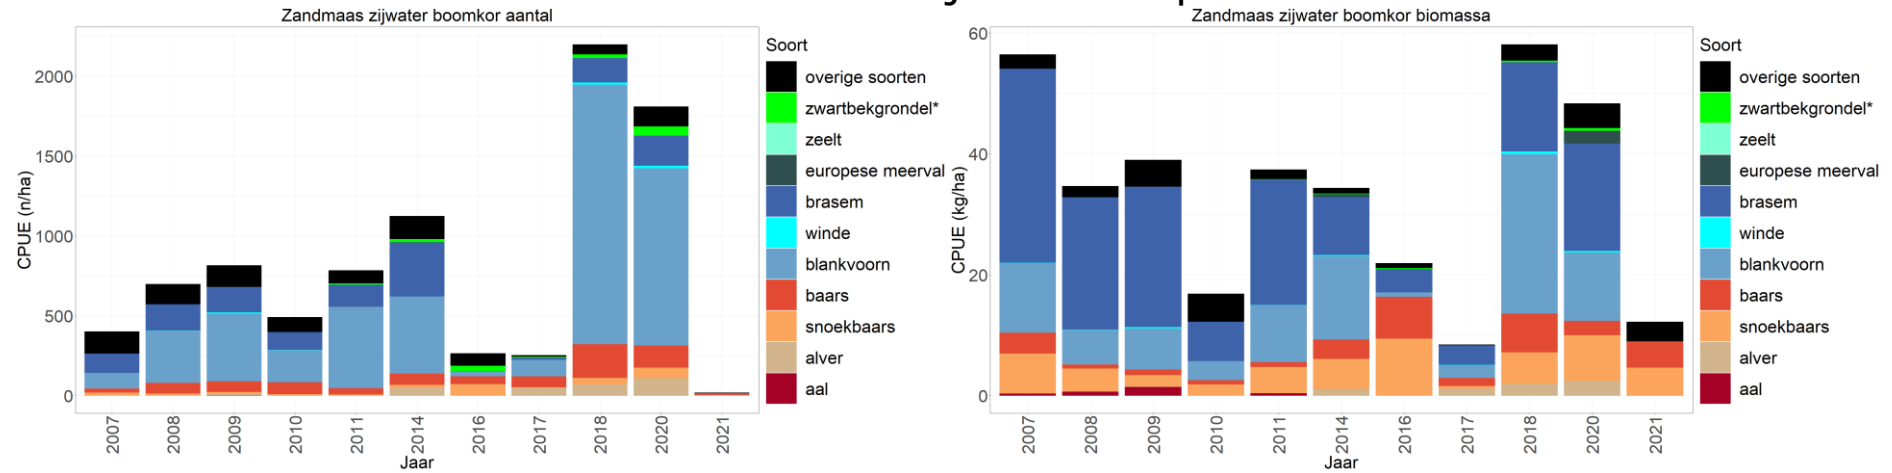 Zandmaas zijwater boomkor aantal
CPUE (n/ha)
2000
1500
1000
500
0
2007
2008
2009
2010
2011
2014
2016
2017
2018
2020
2021
Jaar
Soort
overige soorten
zwartbekgrondel*
zeelt
europese meerval
brasem
winde
blankvoorn
baars
snoekbaars
alver
aal
Zandmaas zijwater boomkor biomassa
CPUE (kg/ha)
60
40
20
0
2007
2008
2009
2010
2011
2014
2016
2017
2018
2020
2021
Jaar
Soort
overige soorten
zwartbekgrondel*
zeelt
europese meerval
brasem
winde
blankvoorn
baars
snoekbaars
alver
aal